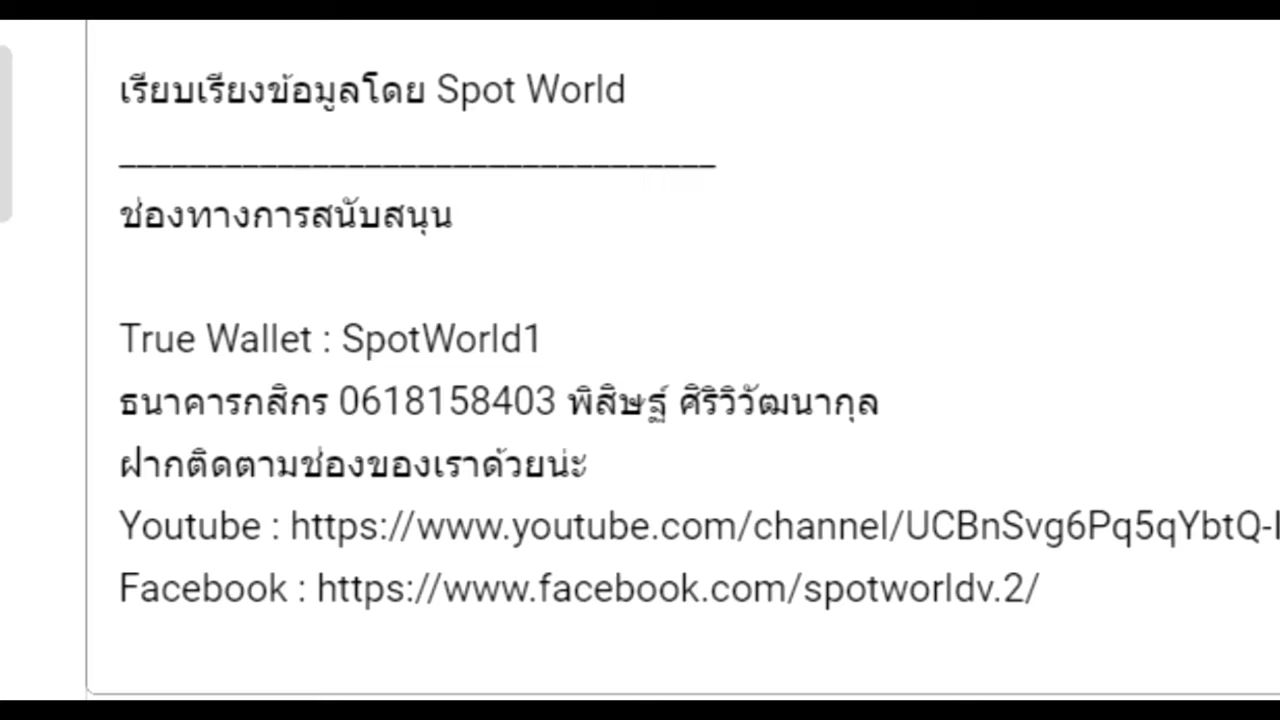 เรียบเรียงข้อมูลโดย Spot World
__________________________________
ช่องทางการสนับสนุน
True Wallet : SpotWorld1
ธนาคารกสิกร 0618158403 พิสิษฐ์ ศิริวิวัฒนากุล
ฝากติดตามช่องของเราด้วยน่ะ
Youtube : https://www.youtube.com/channel/UCBnSvg6Pq5qYbtQ-
Facebook : https://www.facebook.com/spotworldv.2/